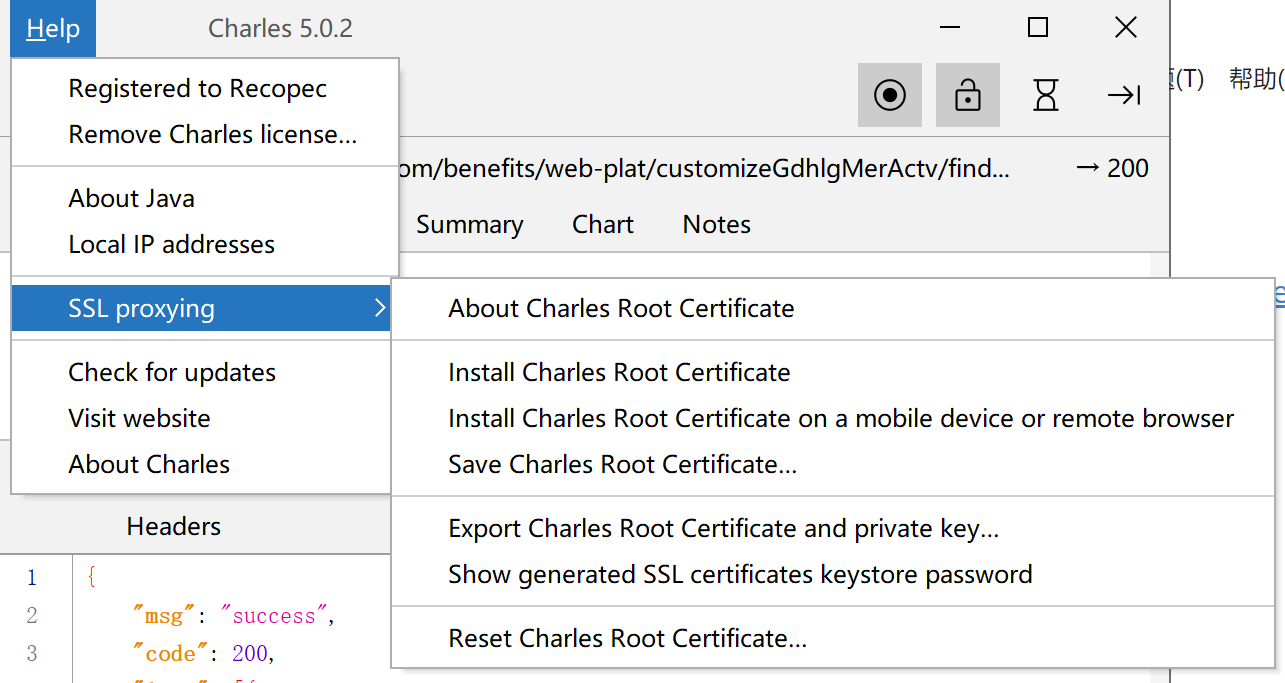 Help
Charles 5.0.2
Registered to Recopec
(T) 帮助(
Remove Charles license...
om/benefits/web-plat/customizeGdhlgMerActv/find... → 200
About Java
Summary Chart Notes
Local IP addresses
SSL proxying
About Charles Root Certificate
Check for updates
Install Charles Root Certificate
Visit website
Install Charles Root Certificate on a mobile device or remote browser
About Charles
Save Charles Root Certificate...
Headers
Export Charles Root Certificate and private key...
Show generated SSL certificates keystore password
Reset Charles Root Certificate...
1 {
2 "msg": "success",
3 "code": 200,